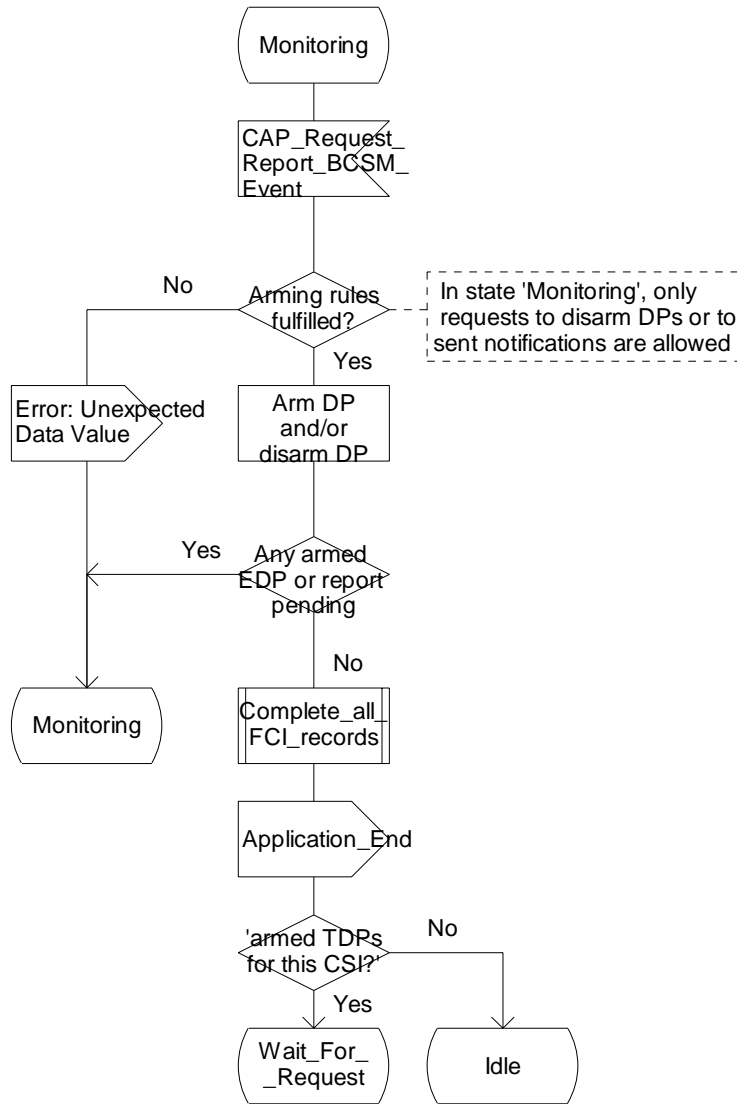 Monitoring
CAP_Request_
Report_BCSM_
Event
No
Arming rules
fulfilled?
In state 'Monitoring', only
requests to disarm DPs or to
sent notifications are allowed
Yes
Error: Unexpected
Data Value
Arm DP
and/or
disarm DP
Yes
Any armed
EDP or report
pending
No
Monitoring
Complete_all_
FCI_records
Application_End
'armed TDPs
for this CSI?'
No
Yes
Wait_For_
_Request
Idle